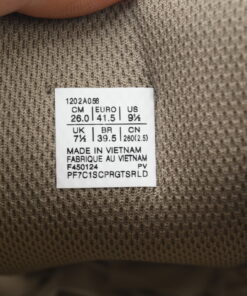 1202A056
CM EURO US
26.0 41.5 9½
UK BR CN
7½ 39.5 260(2.5)
MADE IN VIETNAM
FABRIQUE AU VIETNAM
F450124 PV
PF7C1SCPRGTSRLD